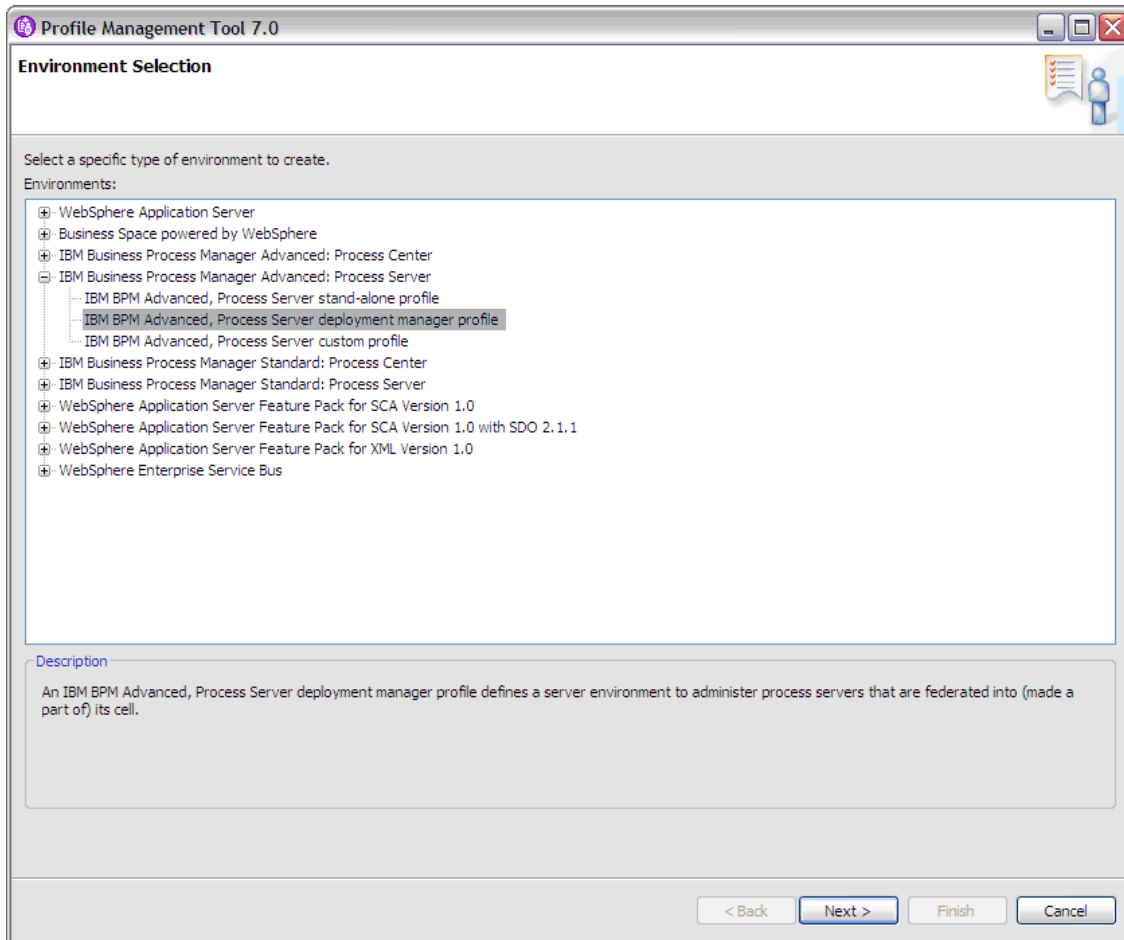 Profile Management Tool 7.0
Environment Selection
Select a specific type of environment to create.
Environments:
WebSphere Application Server
Business Space powered by WebSphere
IBM Business Process Manager Advanced: Process Center
IBM Business Process Manager Advanced: Process Server
IBM BPM Advanced, Process Server stand-alone profile
IBM BPM Advanced, Process Server deployment manager profile
IBM BPM Advanced, Process Server custom profile
IBM Business Process Manager Standard: Process Center
IBM Business Process Manager Standard: Process Server
WebSphere Application Server Feature Pack for SCA Version 1.0
WebSphere Application Server Feature Pack for SCA Version 1.0 with SDO 2.1.1
WebSphere Application Server Feature Pack for XML Version 1.0
WebSphere Enterprise Service Bus
Description
An IBM BPM Advanced, Process Server deployment manager profile defines a server environment to administer process servers that are federated into (made a
part of) its cell.
< Back Next > Finish Cancel